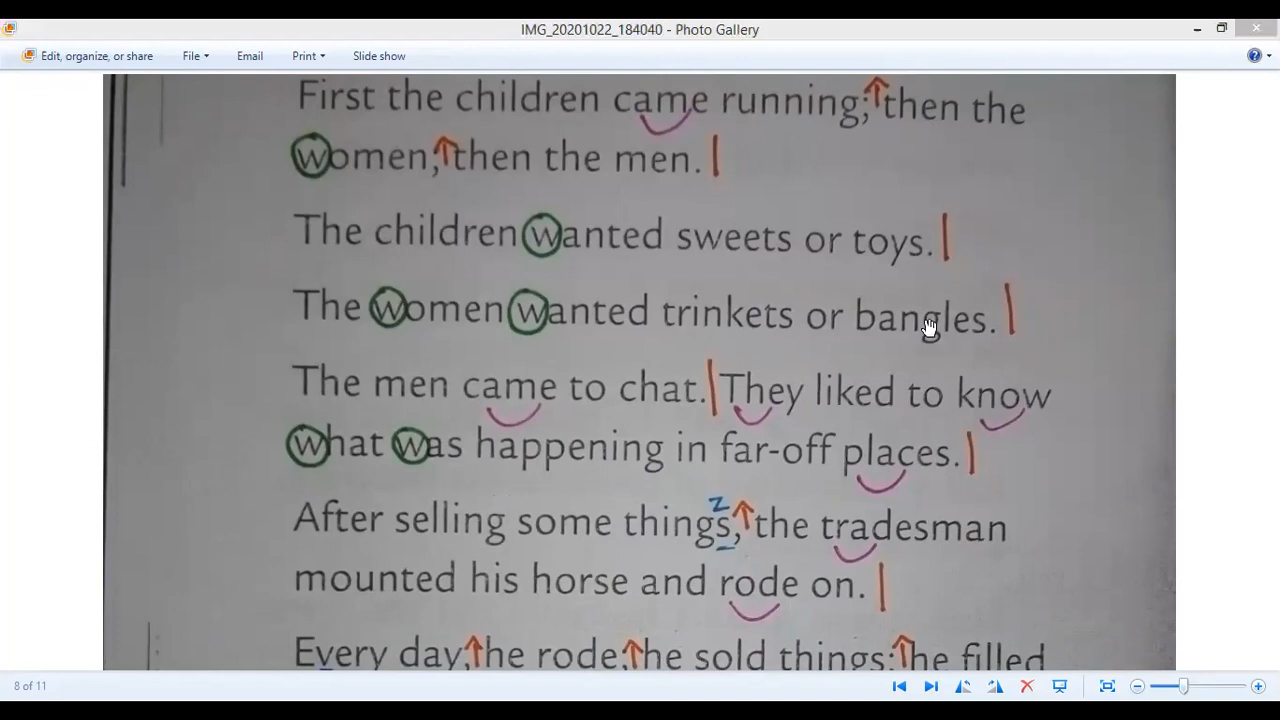 IMG_20201022_184040 - Photo Gallery
Edit, organize, or share File Email Print Slide show
First the children came running; then the
women, then the men.
The children wanted sweets or toys.
The women wanted trinkets or bangles.
The men came to chat. They liked to know
what was happening in far-off places.
z
After selling some things, the tradesman
mounted his horse and rode on.
Every day, he rode, he sold things; he filled
8 of 11